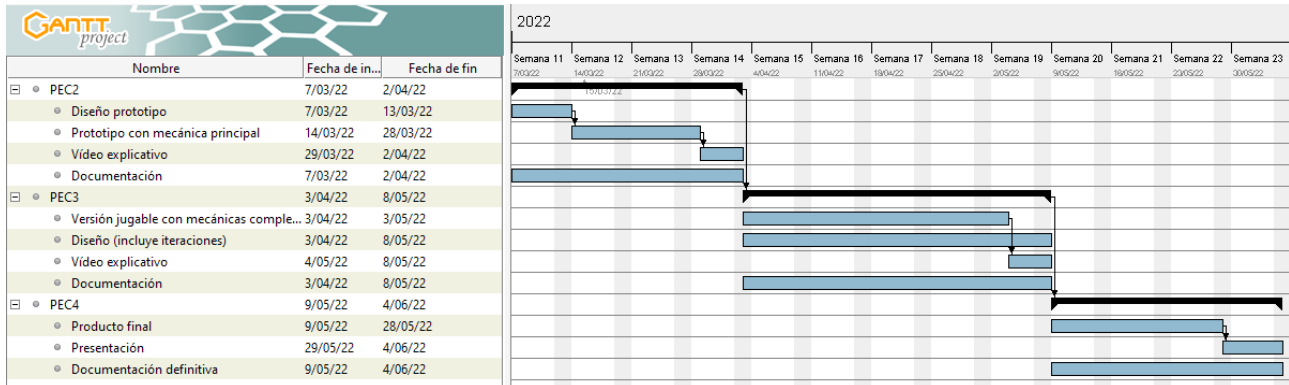 GANTT project
2022
Semana 11 Semana 12 Semana 13 Semana 14 Semana 15 Semana 16 Semana 17 Semana 18 Semana 19 Semana 20 Semana 21 Semana 22 Semana 23
7/03/22 14/03/22 21/03/22 28/03/22 4/04/22 11/04/22 18/04/22 25/04/22 2/05/22 9/05/22 16/05/22 23/05/22 30/05/22
Nombre Fecha de in... Fecha de fin
15/03/22
PEC2 7/03/22 2/04/22
Diseño prototipo 7/03/22 13/03/22
Prototipo con mecánica principal 14/03/22 28/03/22
Vídeo explicativo 29/03/22 2/04/22
Documentación 7/03/22 2/04/22
PEC3 3/04/22 8/05/22
Versión jugable con mecánicas comple... 3/04/22 3/05/22
Diseño (incluye iteraciones) 3/04/22 8/05/22
Vídeo explicativo 4/05/22 8/05/22
Documentación 3/04/22 8/05/22
PEC4 9/05/22 4/06/22
Producto final 9/05/22 28/05/22
Presentación 29/05/22 4/06/22
Documentación definitiva 9/05/22 4/06/22